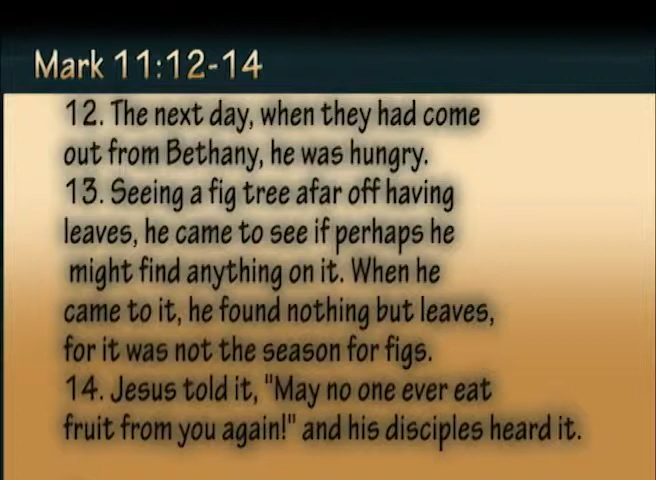 Mark 11:12-14
12. The next day, when they had come
out from Bethany, he was hungry.
13. Seeing a fig tree afar off having
leaves, he came to see if perhaps he
might find anything on it. When he
came to it, he found nothing but leaves,
for it was not the season for figs.
14. Jesus told it, "May no one ever eat
fruit from you again!" and his disciples heard it.